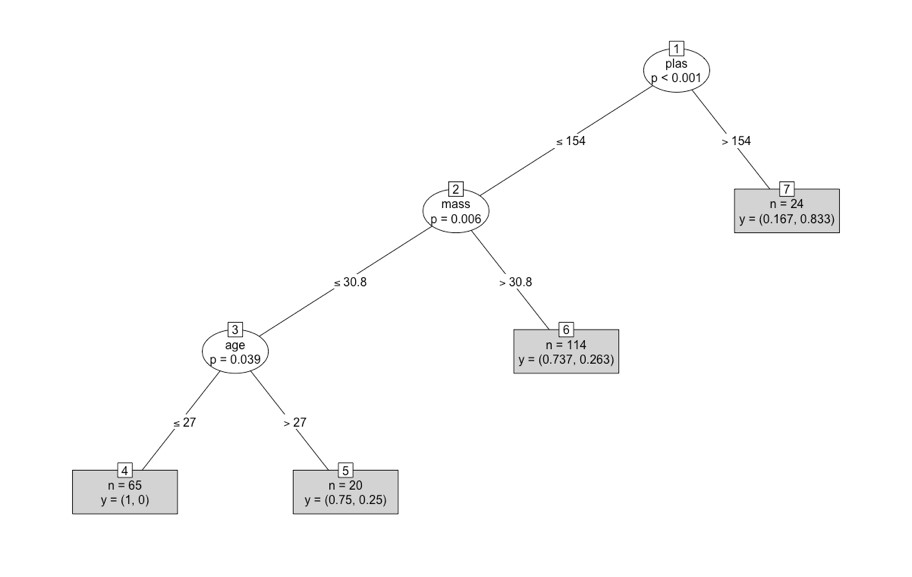 1
plas
p < 0.001
≤ 154
> 154
2
mass
p = 0.006
7
n = 24
y = (0.167, 0.833)
≤ 30.8
> 30.8
3
age
p = 0.039
6
n = 114
y = (0.737, 0.263)
≤ 27
> 27
4
n = 65
y = (1, 0)
5
n = 20
y = (0.75, 0.25)